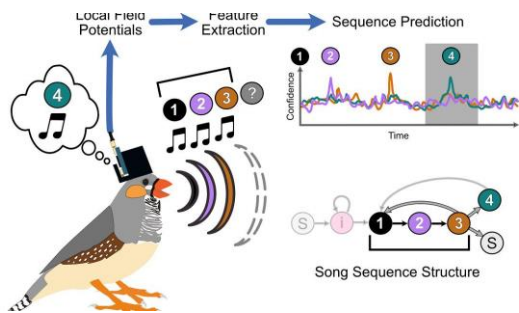 Local Field Potentials
Feature Extraction
Sequence Prediction
4
1 2 3 ?
1 2 3 4
Confidence
Time
S i 1 2 3 4 S
Song Sequence Structure